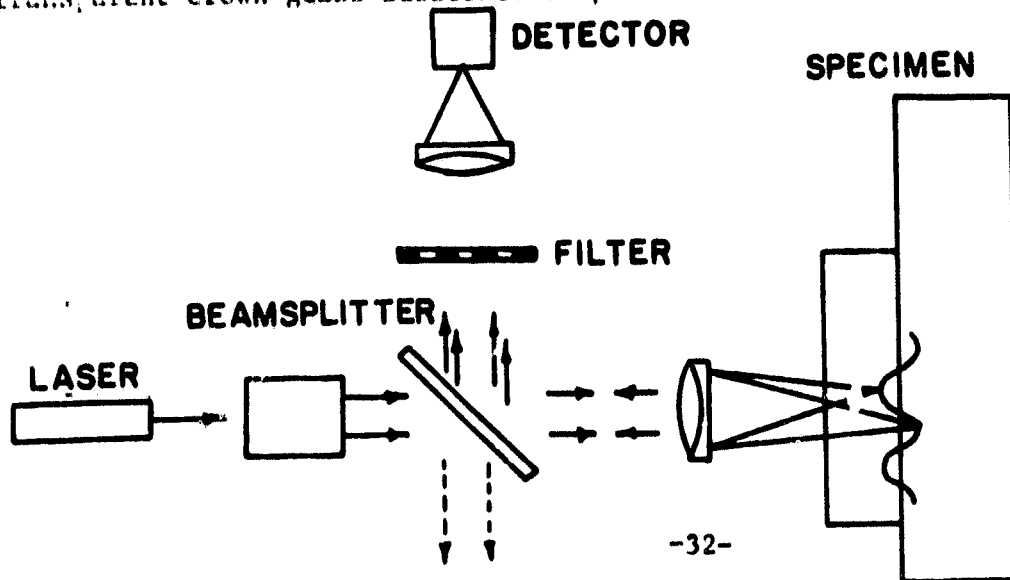 DETECTOR
SPECIMEN
FILTER
BEAMSPLITTER
LASER
-32-